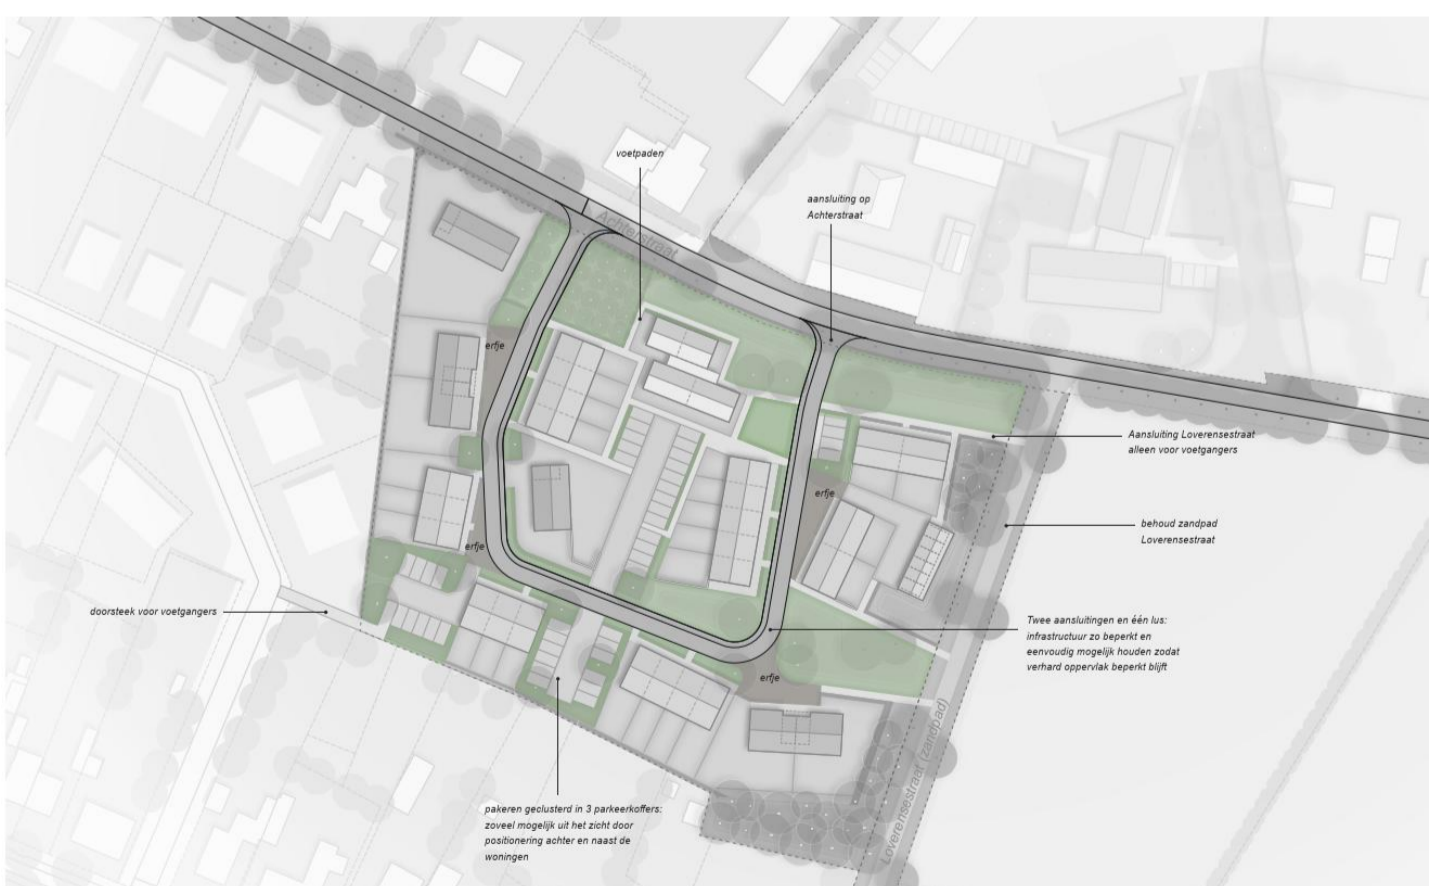 voetpaden
aansluiting op
Achterstraat
Achterstraat
erfje
Aansluiting Loverensestraat
alleen voor voetgangers
erfje
behoud zandpad
Loverensestraat
erfje
doorsteek voor voetgangers
Twee aansluitingen en één lus:
infrastructuur zo beperkt en
eenvoudig mogelijk houden zodat
verhard oppervlak beperkt blijft
erfje
Loverensestraat (zandpad)
pakeren geclusterd in 3 parkeerkoffers:
zoveel mogelijk uit het zicht door
positionering achter en naast de
woningen